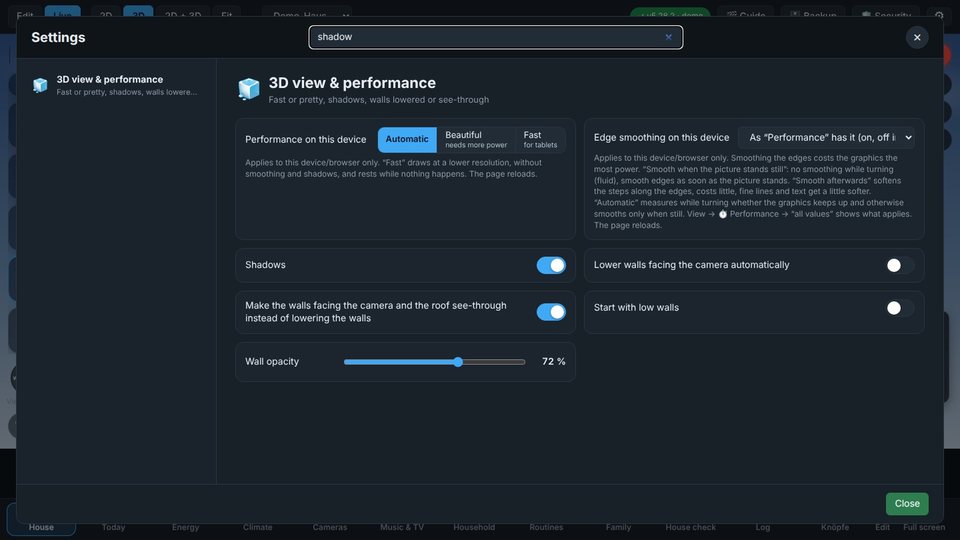 Edit Live 2D 3D 2D + 3D Fit Demo-Haus v6.28.2 · demo Guide Backup Security
Settings
shadow
3D view & performance
Fast or pretty, shadows, walls lowere...
3D view & performance
Fast or pretty, shadows, walls lowered or see-through
Performance on this device
Automatic
Beautiful
needs more power
Fast
for tablets
Applies to this device/browser only. "Fast" draws at a lower resolution, without
smoothing and shadows, and rests while nothing happens. The page reloads.
Edge smoothing on this device
As "Performance" has it (on, off i
Applies to this device/browser only. Smoothing the edges costs the graphics the
most power. "Smooth when the picture stands still": no smoothing while turning
(fluid), smooth edges as soon as the picture stands. "Smooth afterwards" softens
the steps along the edges, costs little, fine lines and text get a little softer.
"Automatic" measures while turning whether the graphics keeps up and otherwise
smooths only when still. View → ⏱ Performance → "all values" shows what applies.
The page reloads.
Shadows
Lower walls facing the camera automatically
Make the walls facing the camera and the roof see-through
instead of lowering the walls
Start with low walls
Wall opacity
72 %
Close
House Today Energy Climate Cameras Music & TV Household Routines Family House check Log Knöpfe Edit Full screen